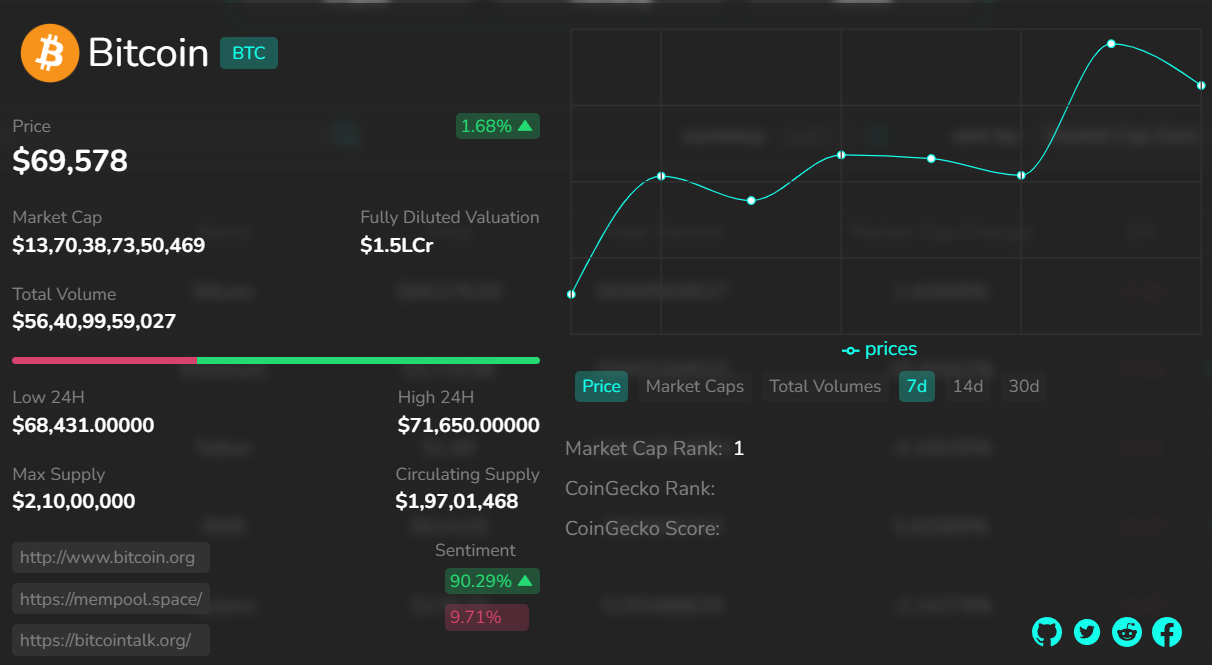 Bitcoin BTC
Price
1.68%
$69,578
Market Cap
Fully Diluted Valuation
$13,70,38,73,50,469
$1.5LCr
Total Volume
$56,40,99,59,027
Low 24H
High 24H
$68,431.00000
$71,650.00000
Max Supply
Circulating Supply
$2,10,00,000
$1,97,01,468
http://www.bitcoin.org
https://mempool.space/
https://bitcointalk.org/
Sentiment
90.29%
9.71%
prices
Price Market Caps Total Volumes 7d 14d 30d
Market Cap Rank: 1
CoinGecko Rank:
CoinGecko Score: